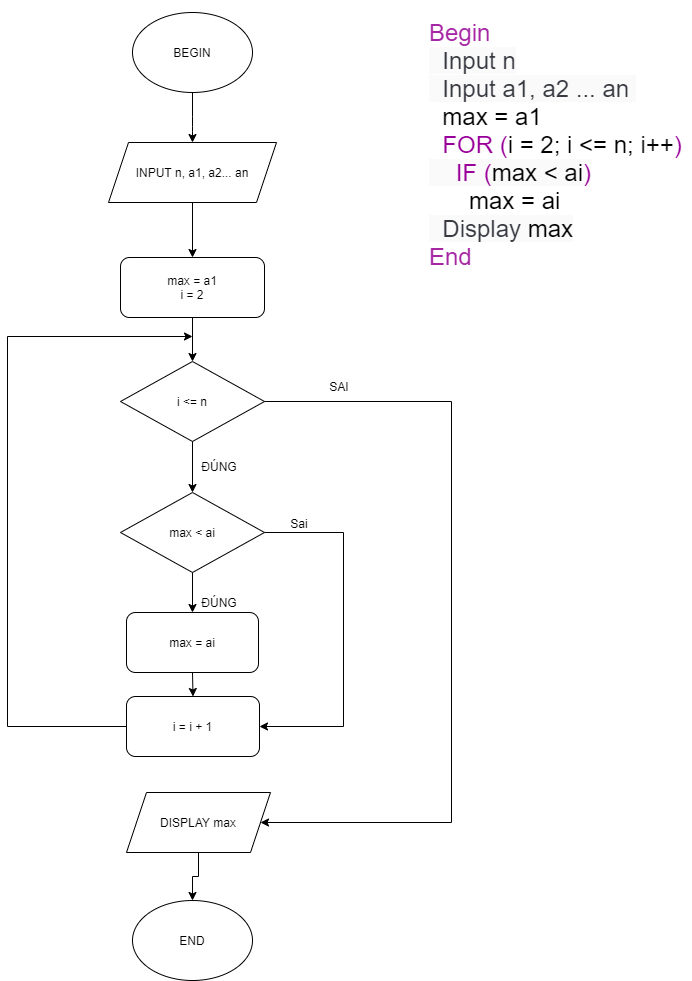 BEGIN
INPUT n, a1, a2... an
max = a1
i = 2
i <= n
SAI
ĐÚNG
max < ai
Sai
ĐÚNG
max = ai
i = i + 1
DISPLAY max
END
Begin
Input n
Input a1, a2 ... an
max = a1
FOR (i = 2; i <= n; i++)
IF (max < ai)
max = ai
Display max
End